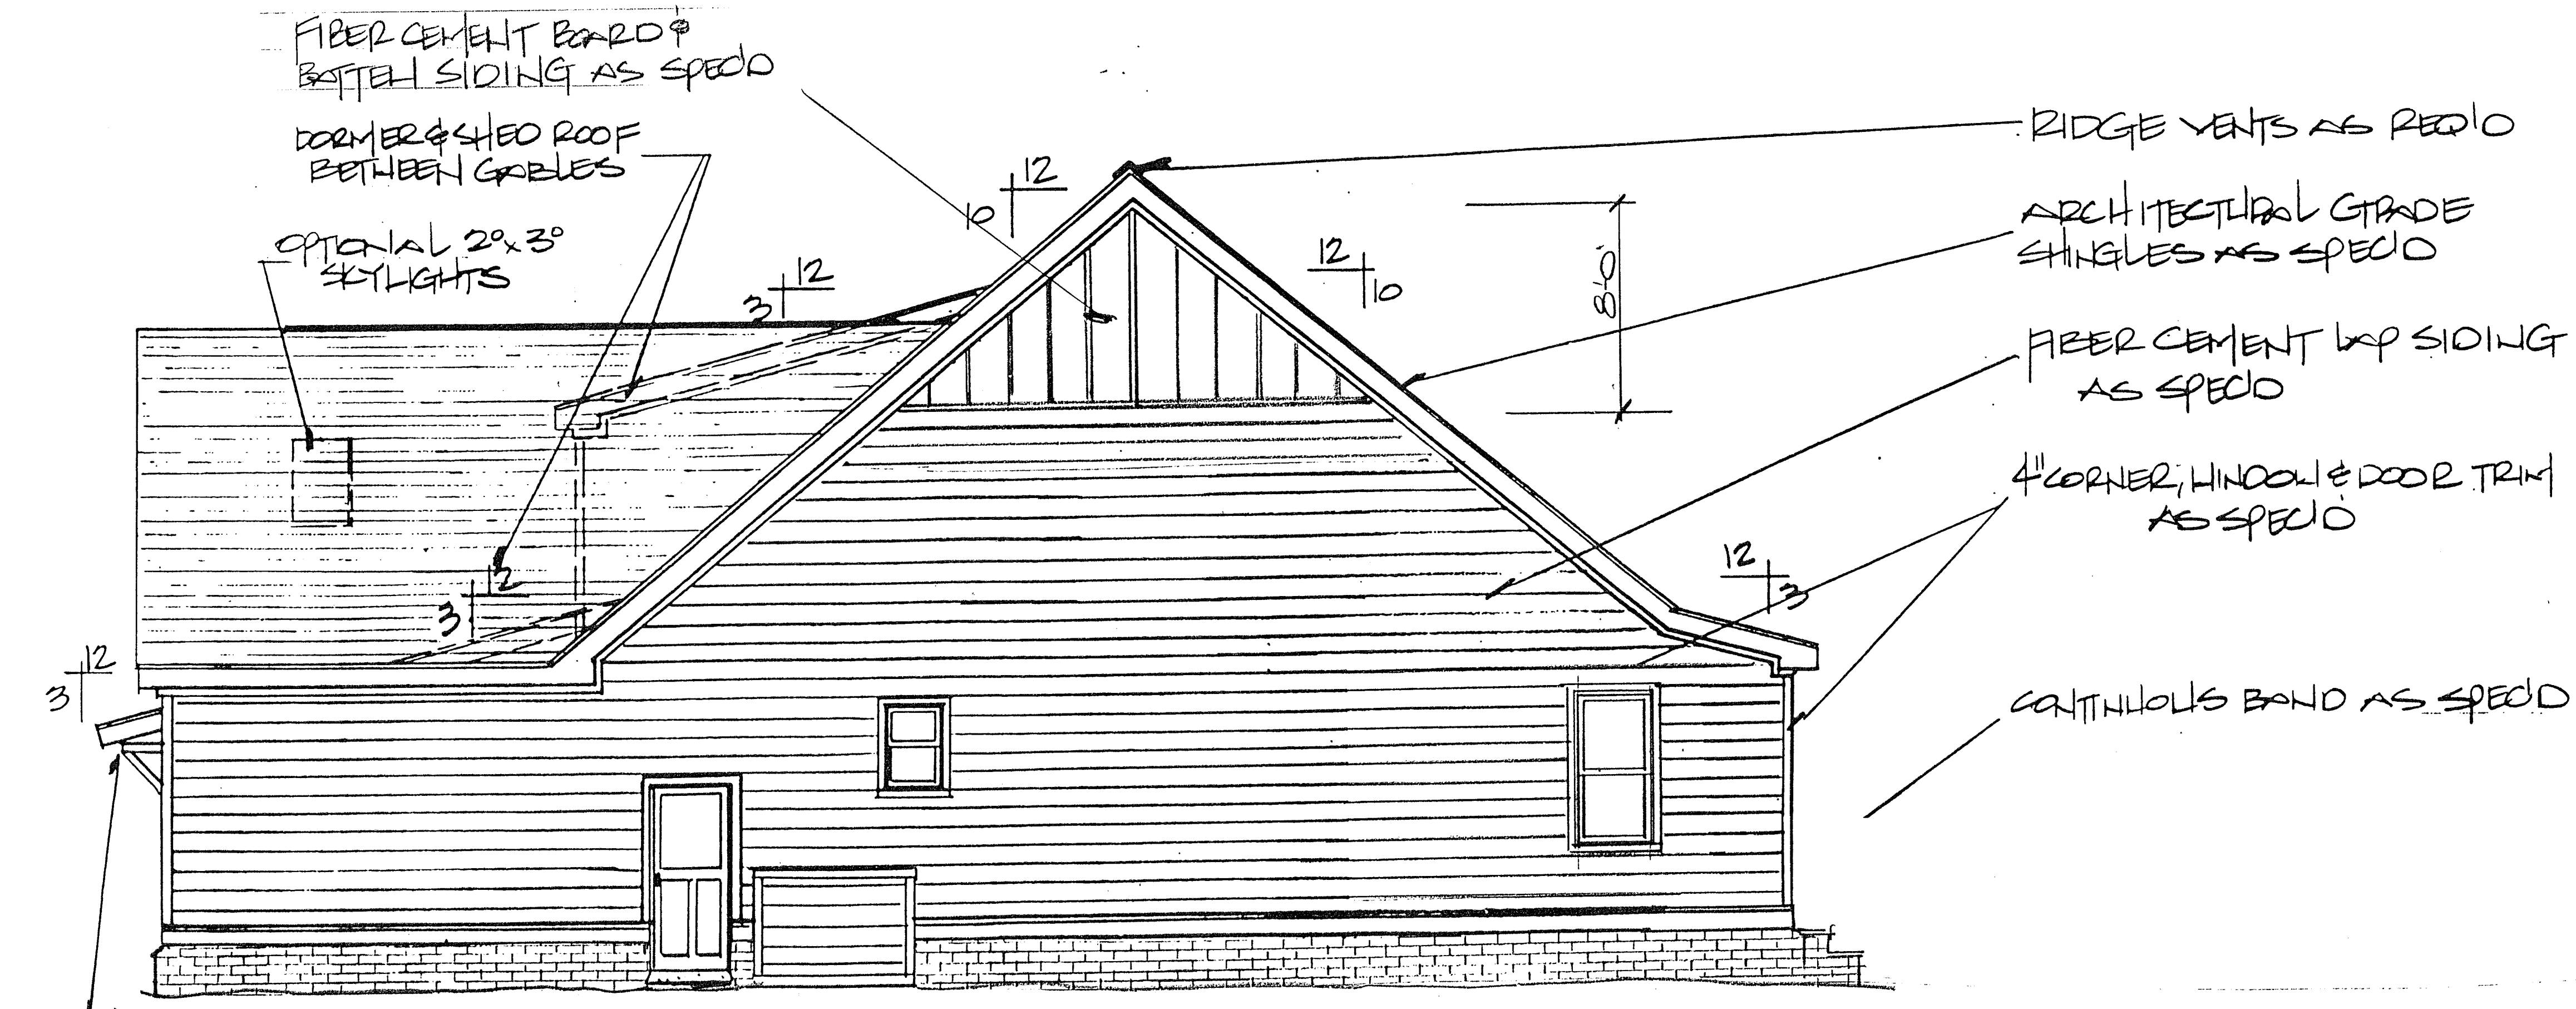 FIBER CEMENT BOARD &
BATTEN SIDING AS SPEC'D
DORMER & SHED ROOF
BETWEEN GABLES
OPTIONAL 2⁰ x 3⁰
SKYLIGHTS
RIDGE VENTS AS REQ'D
ARCHITECTURAL GRADE
SHINGLES AS SPEC'D
FIBER CEMENT LAP SIDING
AS SPEC'D
4" CORNER, WINDOW & DOOR TRIM
AS SPEC'D
CONTINUOUS BAND AS SPEC'D
12
10
12
10
8'-0"
12
3
12
3
12
3
12
3